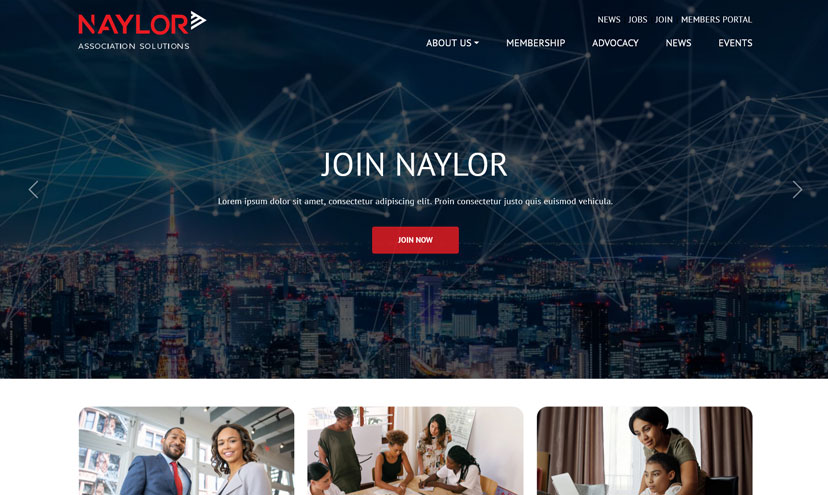 NAYLOR
ASSOCIATION SOLUTIONS
NEWS JOBS JOIN MEMBERS PORTAL
ABOUT US MEMBERSHIP ADVOCACY NEWS EVENTS
JOIN NAYLOR
Lorem ipsum dolor sit amet, consectetur adipiscing elit. Proin consectetur justo quis euismod vehicula.
JOIN NOW